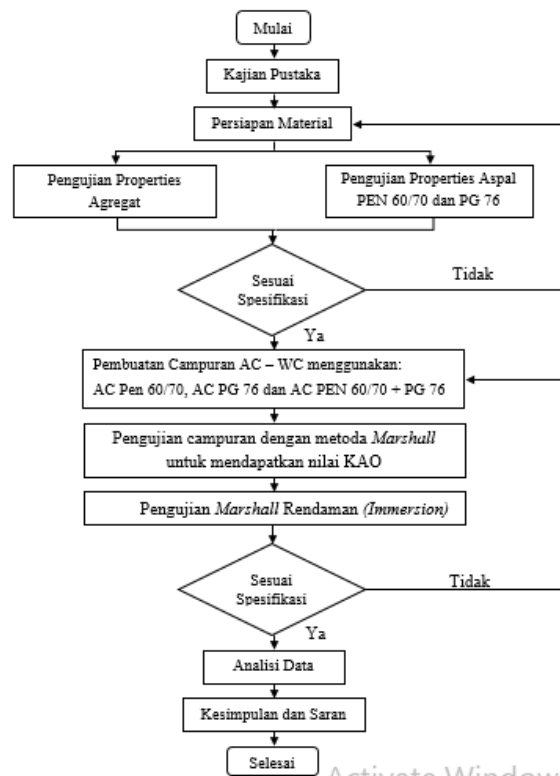 Mulai
Kajian Pustaka
Persiapan Material
Pengujian Properties
Agregat
Pengujian Properties Aspal
PEN 60/70 dan PG 76
Sesuai
Spesifikasi
Tidak
Ya
Pembuatan Campuran AC – WC menggunakan:
AC Pen 60/70, AC PG 76 dan AC PEN 60/70 + PG 76
Pengujian campuran dengan metoda Marshall
untuk mendapatkan nilai KAO
Pengujian Marshall Rendaman (Immersion)
Sesuai
Spesifikasi
Tidak
Ya
Analisi Data
Kesimpulan dan Saran
Selesai
Activate Window